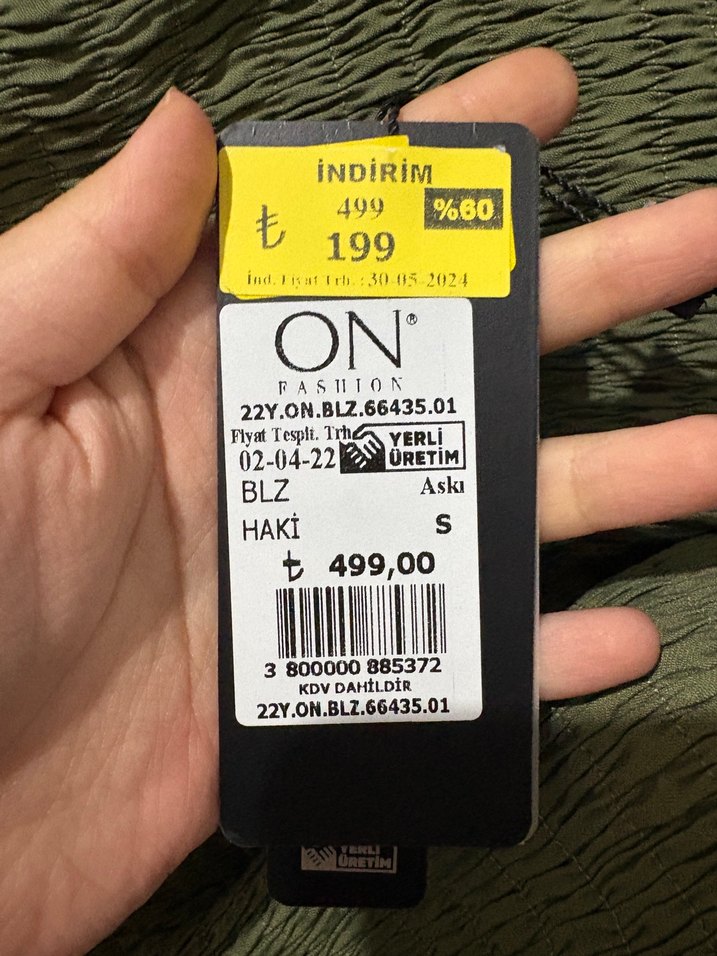 İNDİRİM
499 %60
₺ 199
İnd. Fiyat Trh. : 30-05-2024
ON®
FASHION
22Y.ON.BLZ.66435.01
Fiyat Tespit. Trh
02-04-22 YERLİ ÜRETİM
BLZ Askı
HAKİ S
₺ 499,00
3 800000 885372
KDV DAHİLDİR
22Y.ON.BLZ.66435.01
YERLİ
ÜRETİM